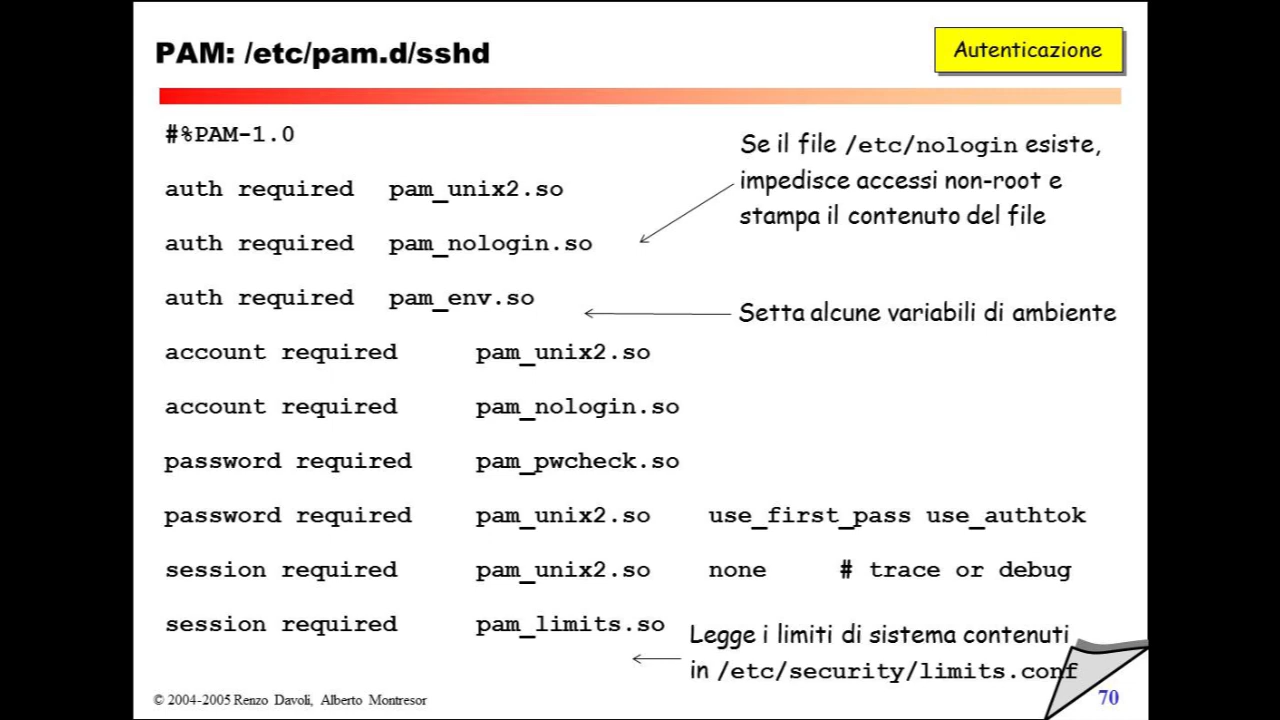 PAM: /etc/pam.d/sshd
Autenticazione
#%PAM-1.0
Se il file /etc/nologin esiste,
impedisce accessi non-root e
stampa il contenuto del file
auth required pam_unix2.so
auth required pam_nologin.so
auth required pam_env.so
Setta alcune variabili di ambiente
account required pam_unix2.so
account required pam_nologin.so
password required pam_pwcheck.so
password required pam_unix2.so use_first_pass use_authtok
session required pam_unix2.so none # trace or debug
session required pam_limits.so
Legge i limiti di sistema contenuti
in /etc/security/limits.conf
© 2004-2005 Renzo Davoli, Alberto Montresor
70